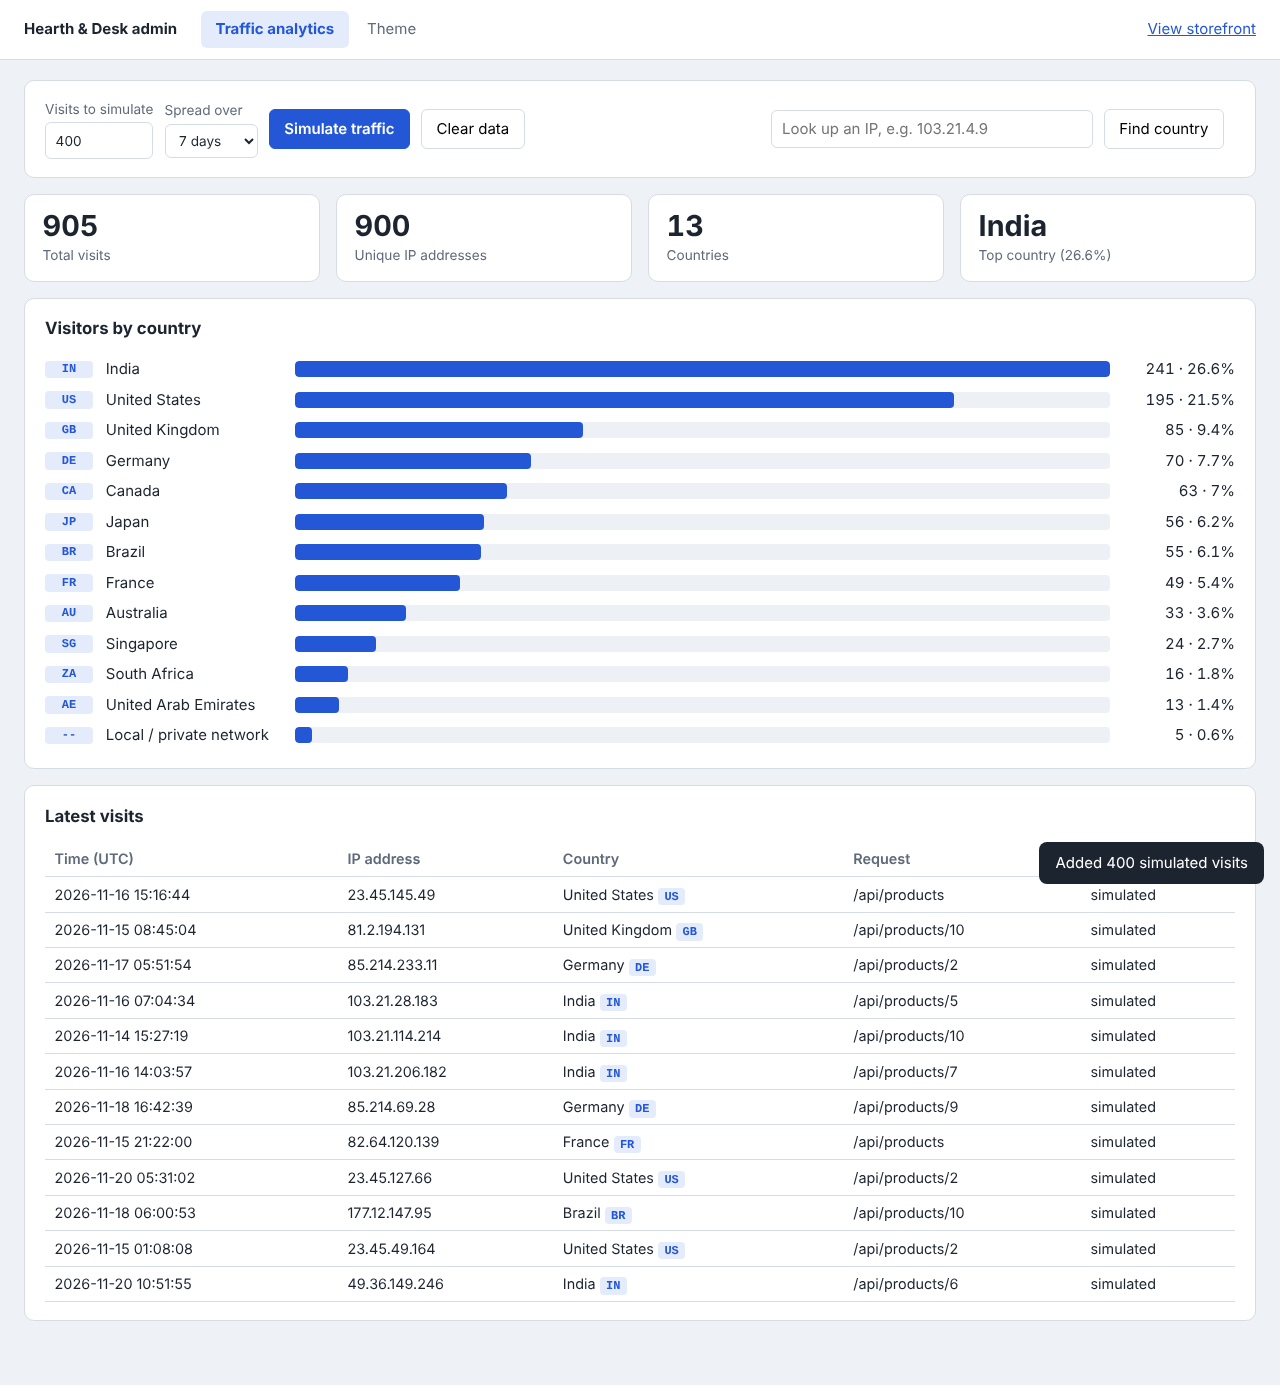 Hearth & Desk admin Traffic analytics Theme View storefront
Visits to simulate Spread over
400 7 days Simulate traffic Clear data Look up an IP, e.g. 103.21.4.9 Find country
905 900 13 India
Total visits Unique IP addresses Countries Top country (26.6%)
Visitors by country
IN India 241 · 26.6%
US United States 195 · 21.5%
GB United Kingdom 85 · 9.4%
DE Germany 70 · 7.7%
CA Canada 63 · 7%
JP Japan 56 · 6.2%
BR Brazil 55 · 6.1%
FR France 49 · 5.4%
AU Australia 33 · 3.6%
SG Singapore 24 · 2.7%
ZA South Africa 16 · 1.8%
AE United Arab Emirates 13 · 1.4%
-- Local / private network 5 · 0.6%
Latest visits
Time (UTC) IP address Country Request
Added 400 simulated visits
2026-11-16 15:16:44 23.45.145.49 United States US /api/products simulated
2026-11-15 08:45:04 81.2.194.131 United Kingdom GB /api/products/10 simulated
2026-11-17 05:51:54 85.214.233.11 Germany DE /api/products/2 simulated
2026-11-16 07:04:34 103.21.28.183 India IN /api/products/5 simulated
2026-11-14 15:27:19 103.21.114.214 India IN /api/products/10 simulated
2026-11-16 14:03:57 103.21.206.182 India IN /api/products/7 simulated
2026-11-18 16:42:39 85.214.69.28 Germany DE /api/products/9 simulated
2026-11-15 21:22:00 82.64.120.139 France FR /api/products simulated
2026-11-20 05:31:02 23.45.127.66 United States US /api/products/2 simulated
2026-11-18 06:00:53 177.12.147.95 Brazil BR /api/products/10 simulated
2026-11-15 01:08:08 23.45.49.164 United States US /api/products/2 simulated
2026-11-20 10:51:55 49.36.149.246 India IN /api/products/6 simulated